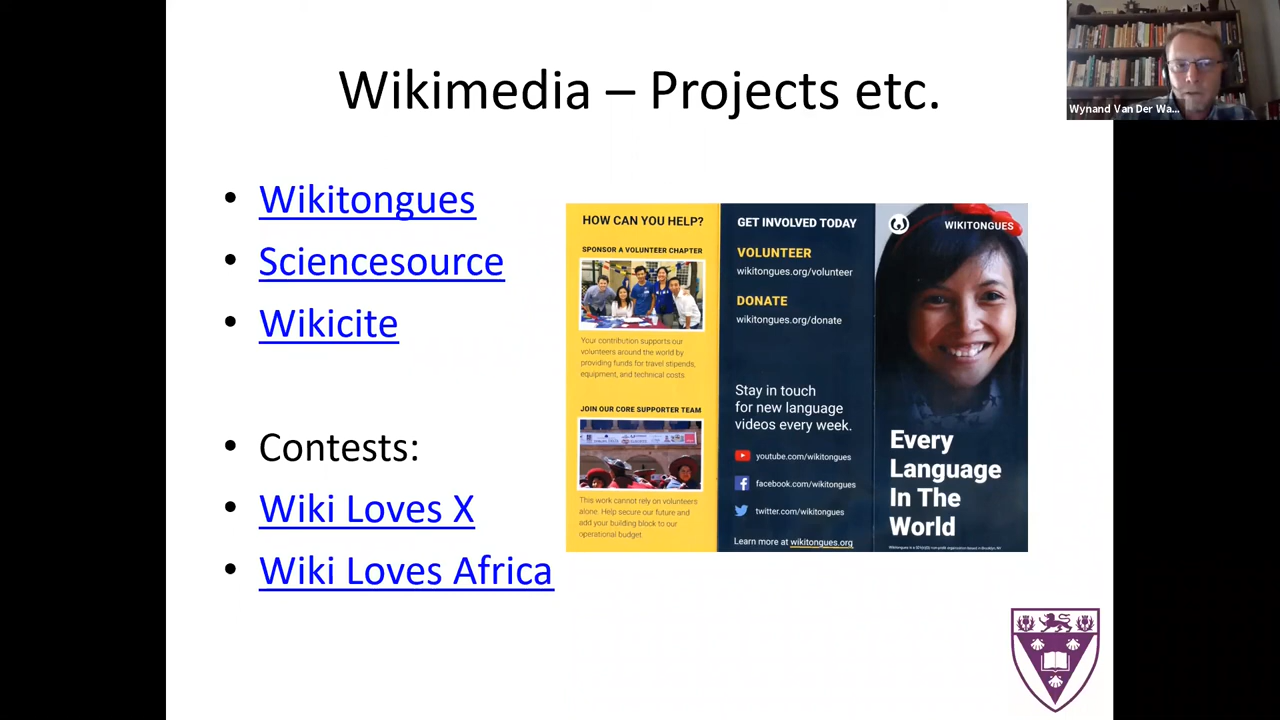 Wikimedia – Projects etc.
Wynand Van Der Wa...
• Wikitongues
• Sciencesource
• Wikicite
• Contests:
• Wiki Loves X
• Wiki Loves Africa
HOW CAN YOU HELP?
SPONSOR A VOLUNTEER CHAPTER
Your contribution supports our
volunteers around the world by
providing funds for travel stipends,
equipment, and technical costs.
JOIN OUR CORE SUPPORTER TEAM
This work cannot rely on volunteers
alone. Help secure our future and
add your building block to our
operational budget
GET INVOLVED TODAY
VOLUNTEER
wikitongues.org/volunteer
DONATE
wikitongues.org/donate
Stay in touch
for new language
videos every week.
youtube.com/wikitongues
facebook.com/wikitongues
twitter.com/wikitongues
Learn more at wikitongues.org
WIKITONGUES
Every
Language
In The
World